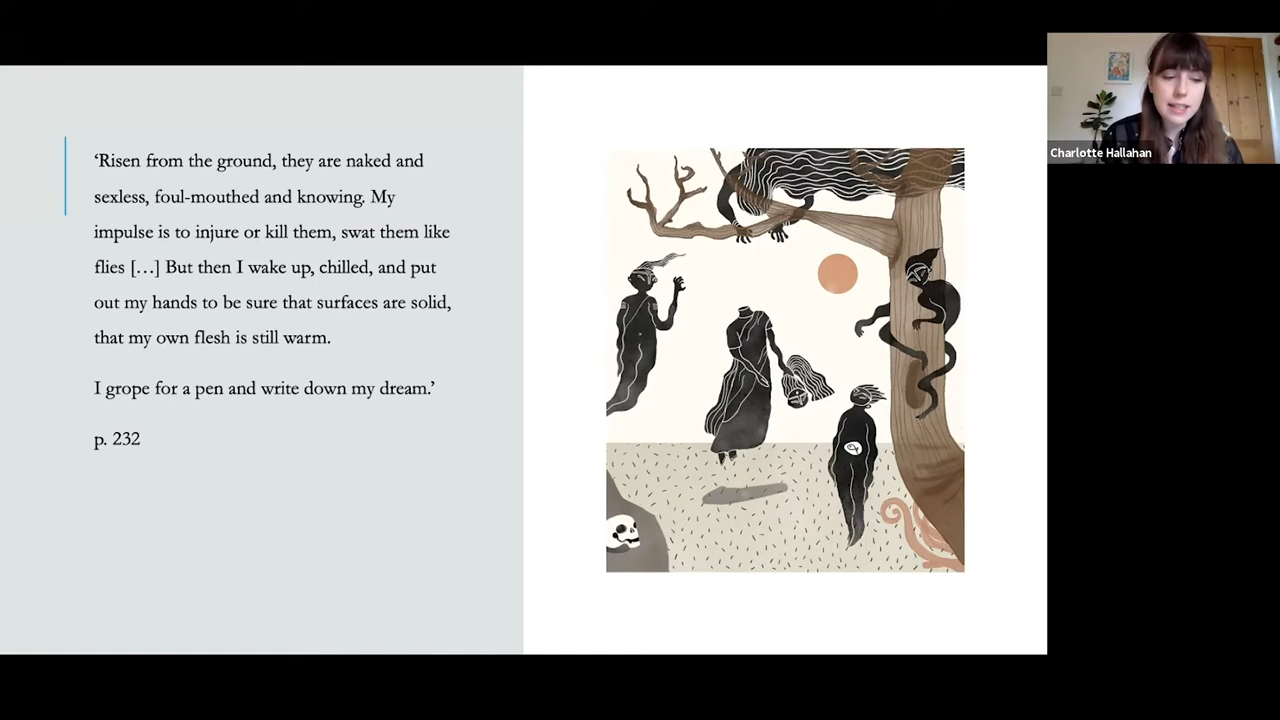 ‘Risen from the ground, they are naked and
sexless, foul-mouthed and knowing. My
impulse is to injure or kill them, swat them like
flies […] But then I wake up, chilled, and put
out my hands to be sure that surfaces are solid,
that my own flesh is still warm.
I grope for a pen and write down my dream.’
p. 232
Charlotte Hallahan